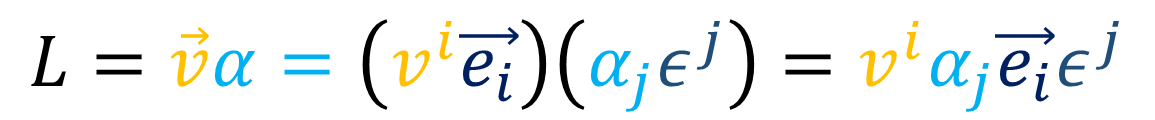 L = v⃗α = (vⁱe⃗ᵢ)(αⱼϵʲ) = vⁱαⱼe⃗ᵢϵʲ